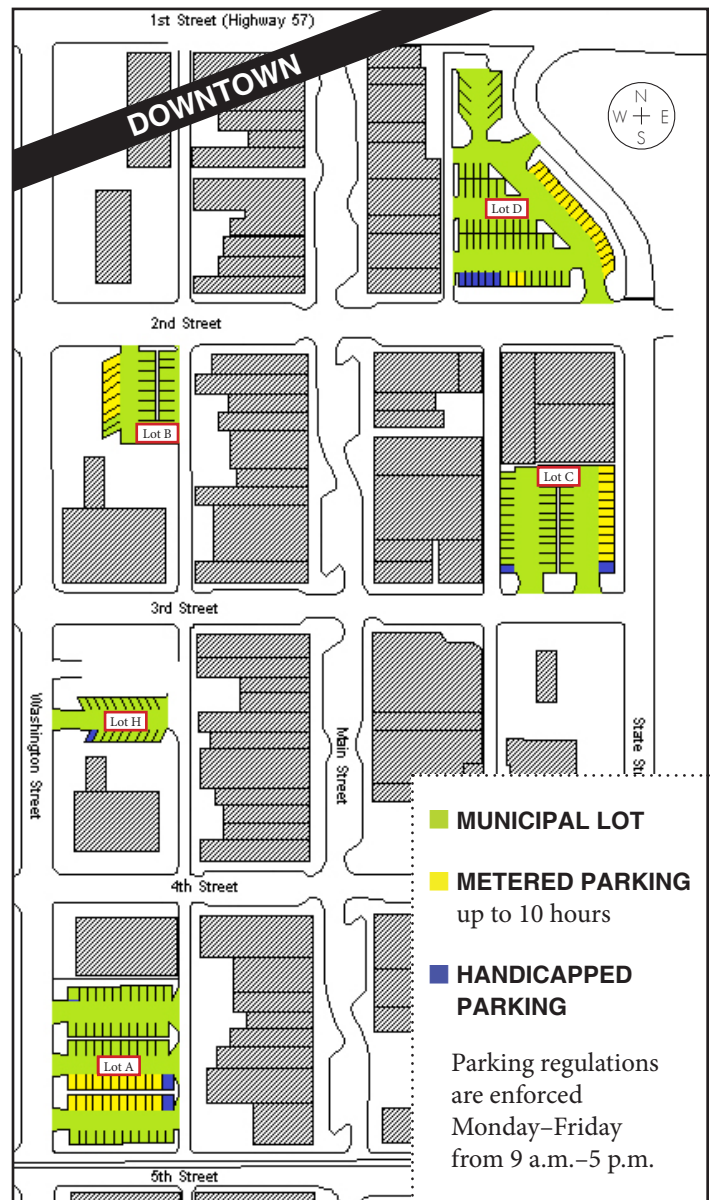 1st Street (Highway 57)
DOWNTOWN
N
W E
S
Lot D
2nd Street
Lot B
Lot C
3rd Street
Washington Street
Lot H
Main Street
State St
4th Street
MUNICIPAL LOT
METERED PARKING
up to 10 hours
HANDICAPPED
PARKING
Parking regulations
are enforced
Monday–Friday
from 9 a.m.–5 p.m.
Lot A
5th Street